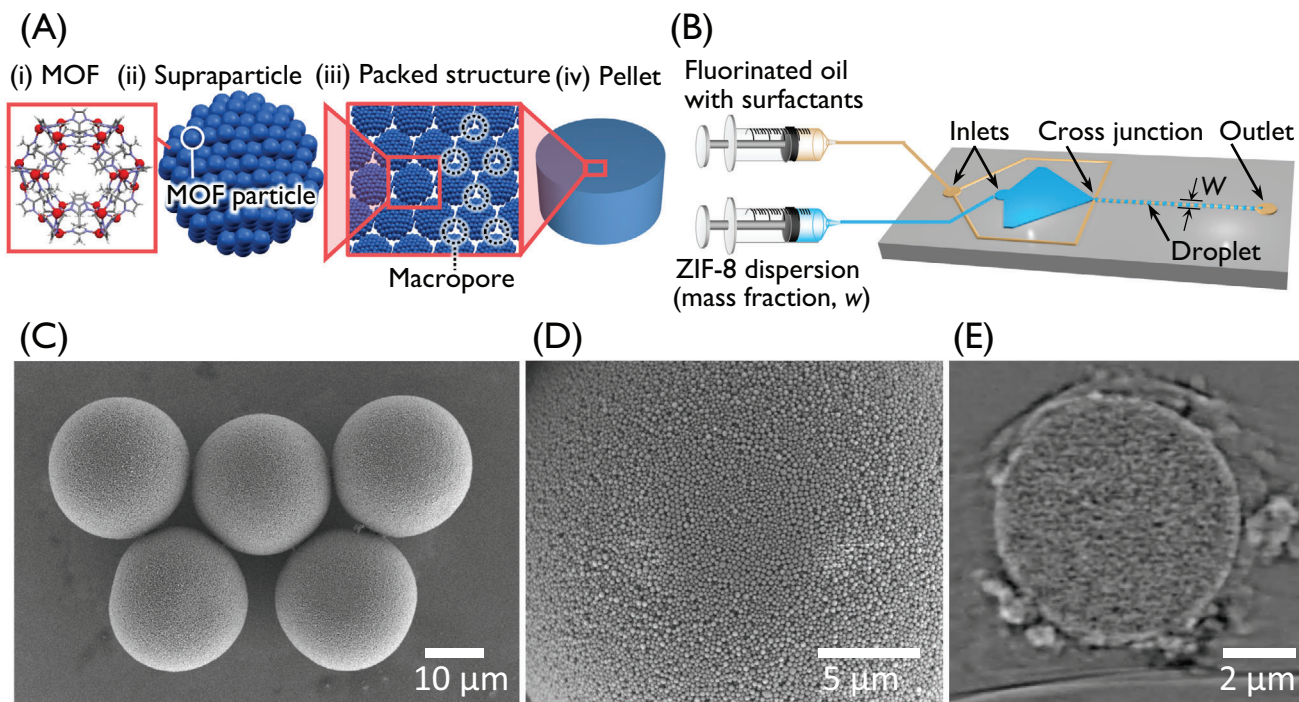 (A)
(i) MOF
(ii) Supraparticle
(iii) Packed structure
(iv) Pellet
MOF particle
Macropore
(B)
Fluorinated oil
with surfactants
Inlets
Cross junction
Outlet
W
Droplet
ZIF-8 dispersion
(mass fraction, w)
(C)
10 μm
(D)
5 μm
(E)
2 μm